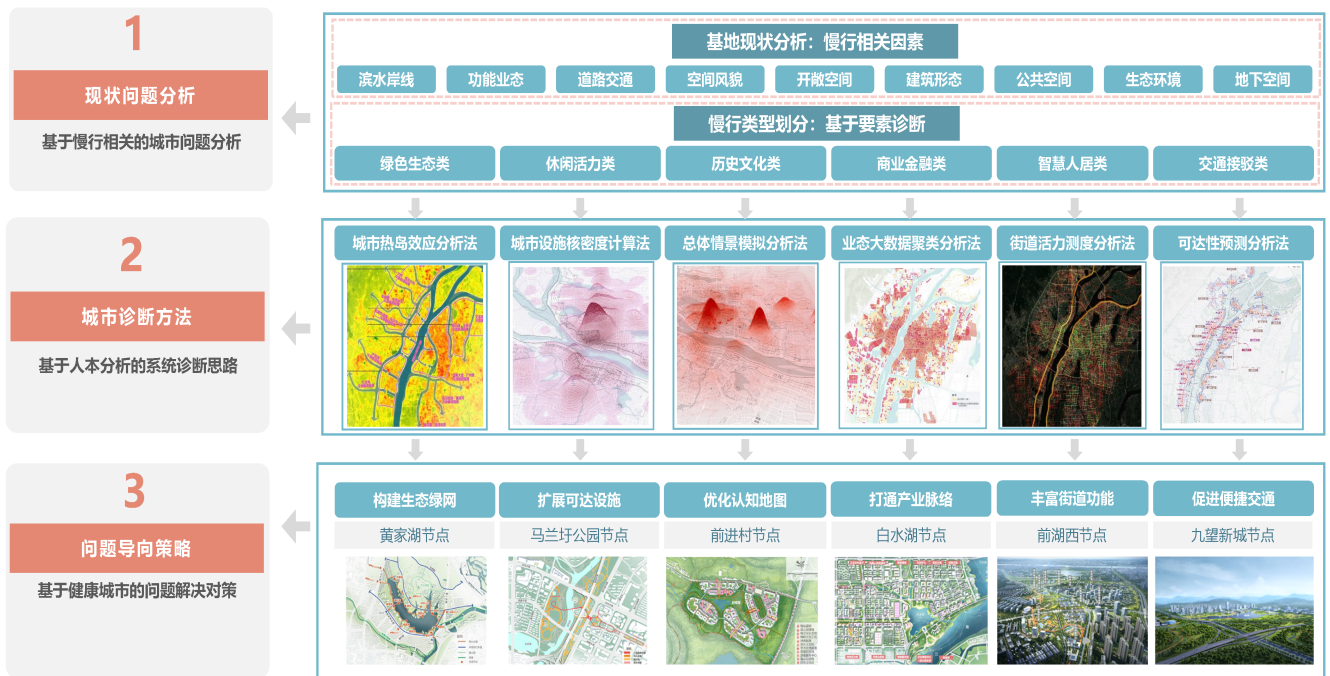 1
现状问题分析
基于慢行相关的城市问题分析
基地现状分析：慢行相关因素
滨水岸线
功能业态
道路交通
空间风貌
开敞空间
建筑形态
公共空间
生态环境
地下空间
慢行类型划分：基于要素诊断
绿色生态类
休闲活力类
历史文化类
商业金融类
智慧人居类
交通接驳类
2
城市诊断方法
基于人本分析的系统诊断思路
城市热岛效应分析法
城市设施核密度计算法
总体情景模拟分析法
业态大数据聚类分析法
街道活力测度分析法
可达性预测分析法
3
问题导向策略
基于健康城市的问题解决对策
构建生态绿网
扩展可达设施
优化认知地图
打通产业脉络
丰富街道功能
促进便捷交通
黄家湖节点
马兰圩公园节点
前进村节点
白水湖节点
前湖西节点
九望新城节点